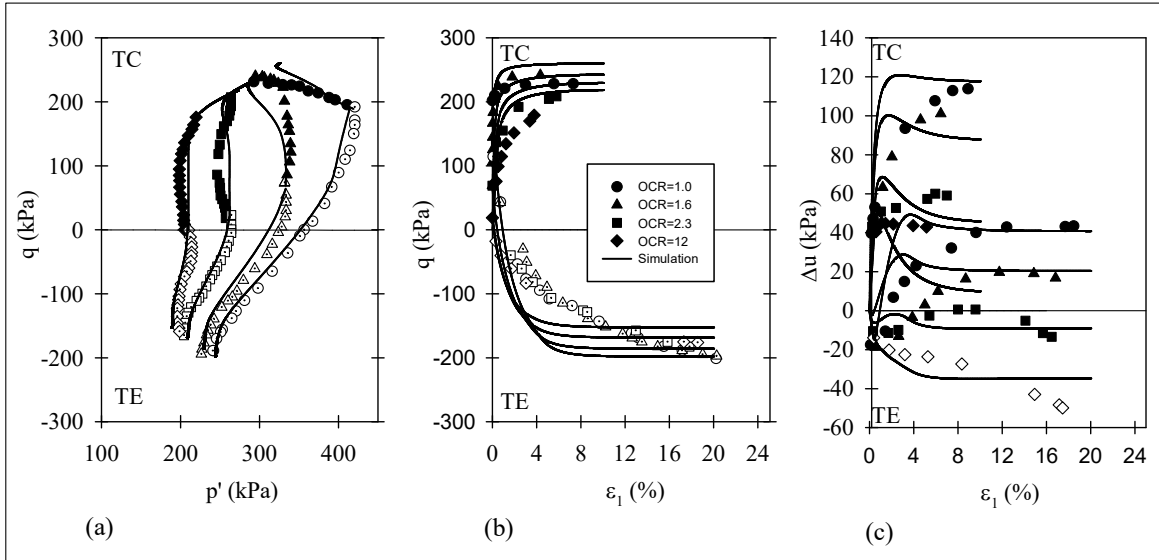 300
200
100
0
-100
-200
-300
q (kPa)
TC
TE
100
200
300
400
p' (kPa)
(a)
300
200
100
0
-100
-200
-300
q (kPa)
TC
TE
OCR=1.0
OCR=1.6
OCR=2.3
OCR=12
Simulation
0
4
8
12
16
20
24
ε1 (%)
(b)
140
120
100
80
60
40
20
0
-20
-40
-60
Δu (kPa)
TC
TE
0
4
8
12
16
20
24
ε1 (%)
(c)